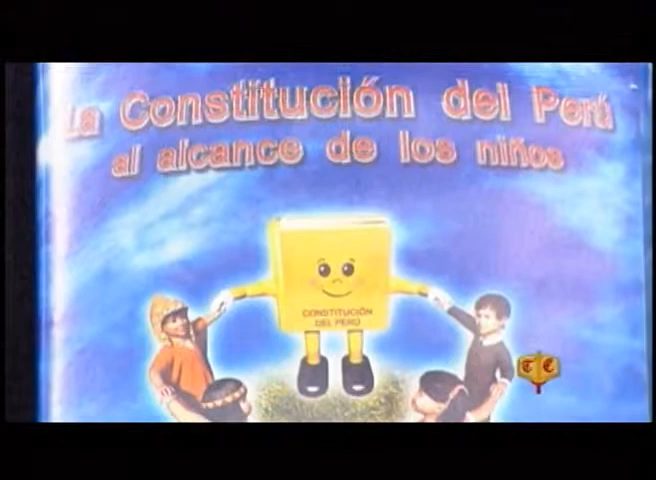 La Constitución del Perú
al alcance de los niños
CONSTITUCIÓN
DEL PERÚ
T C